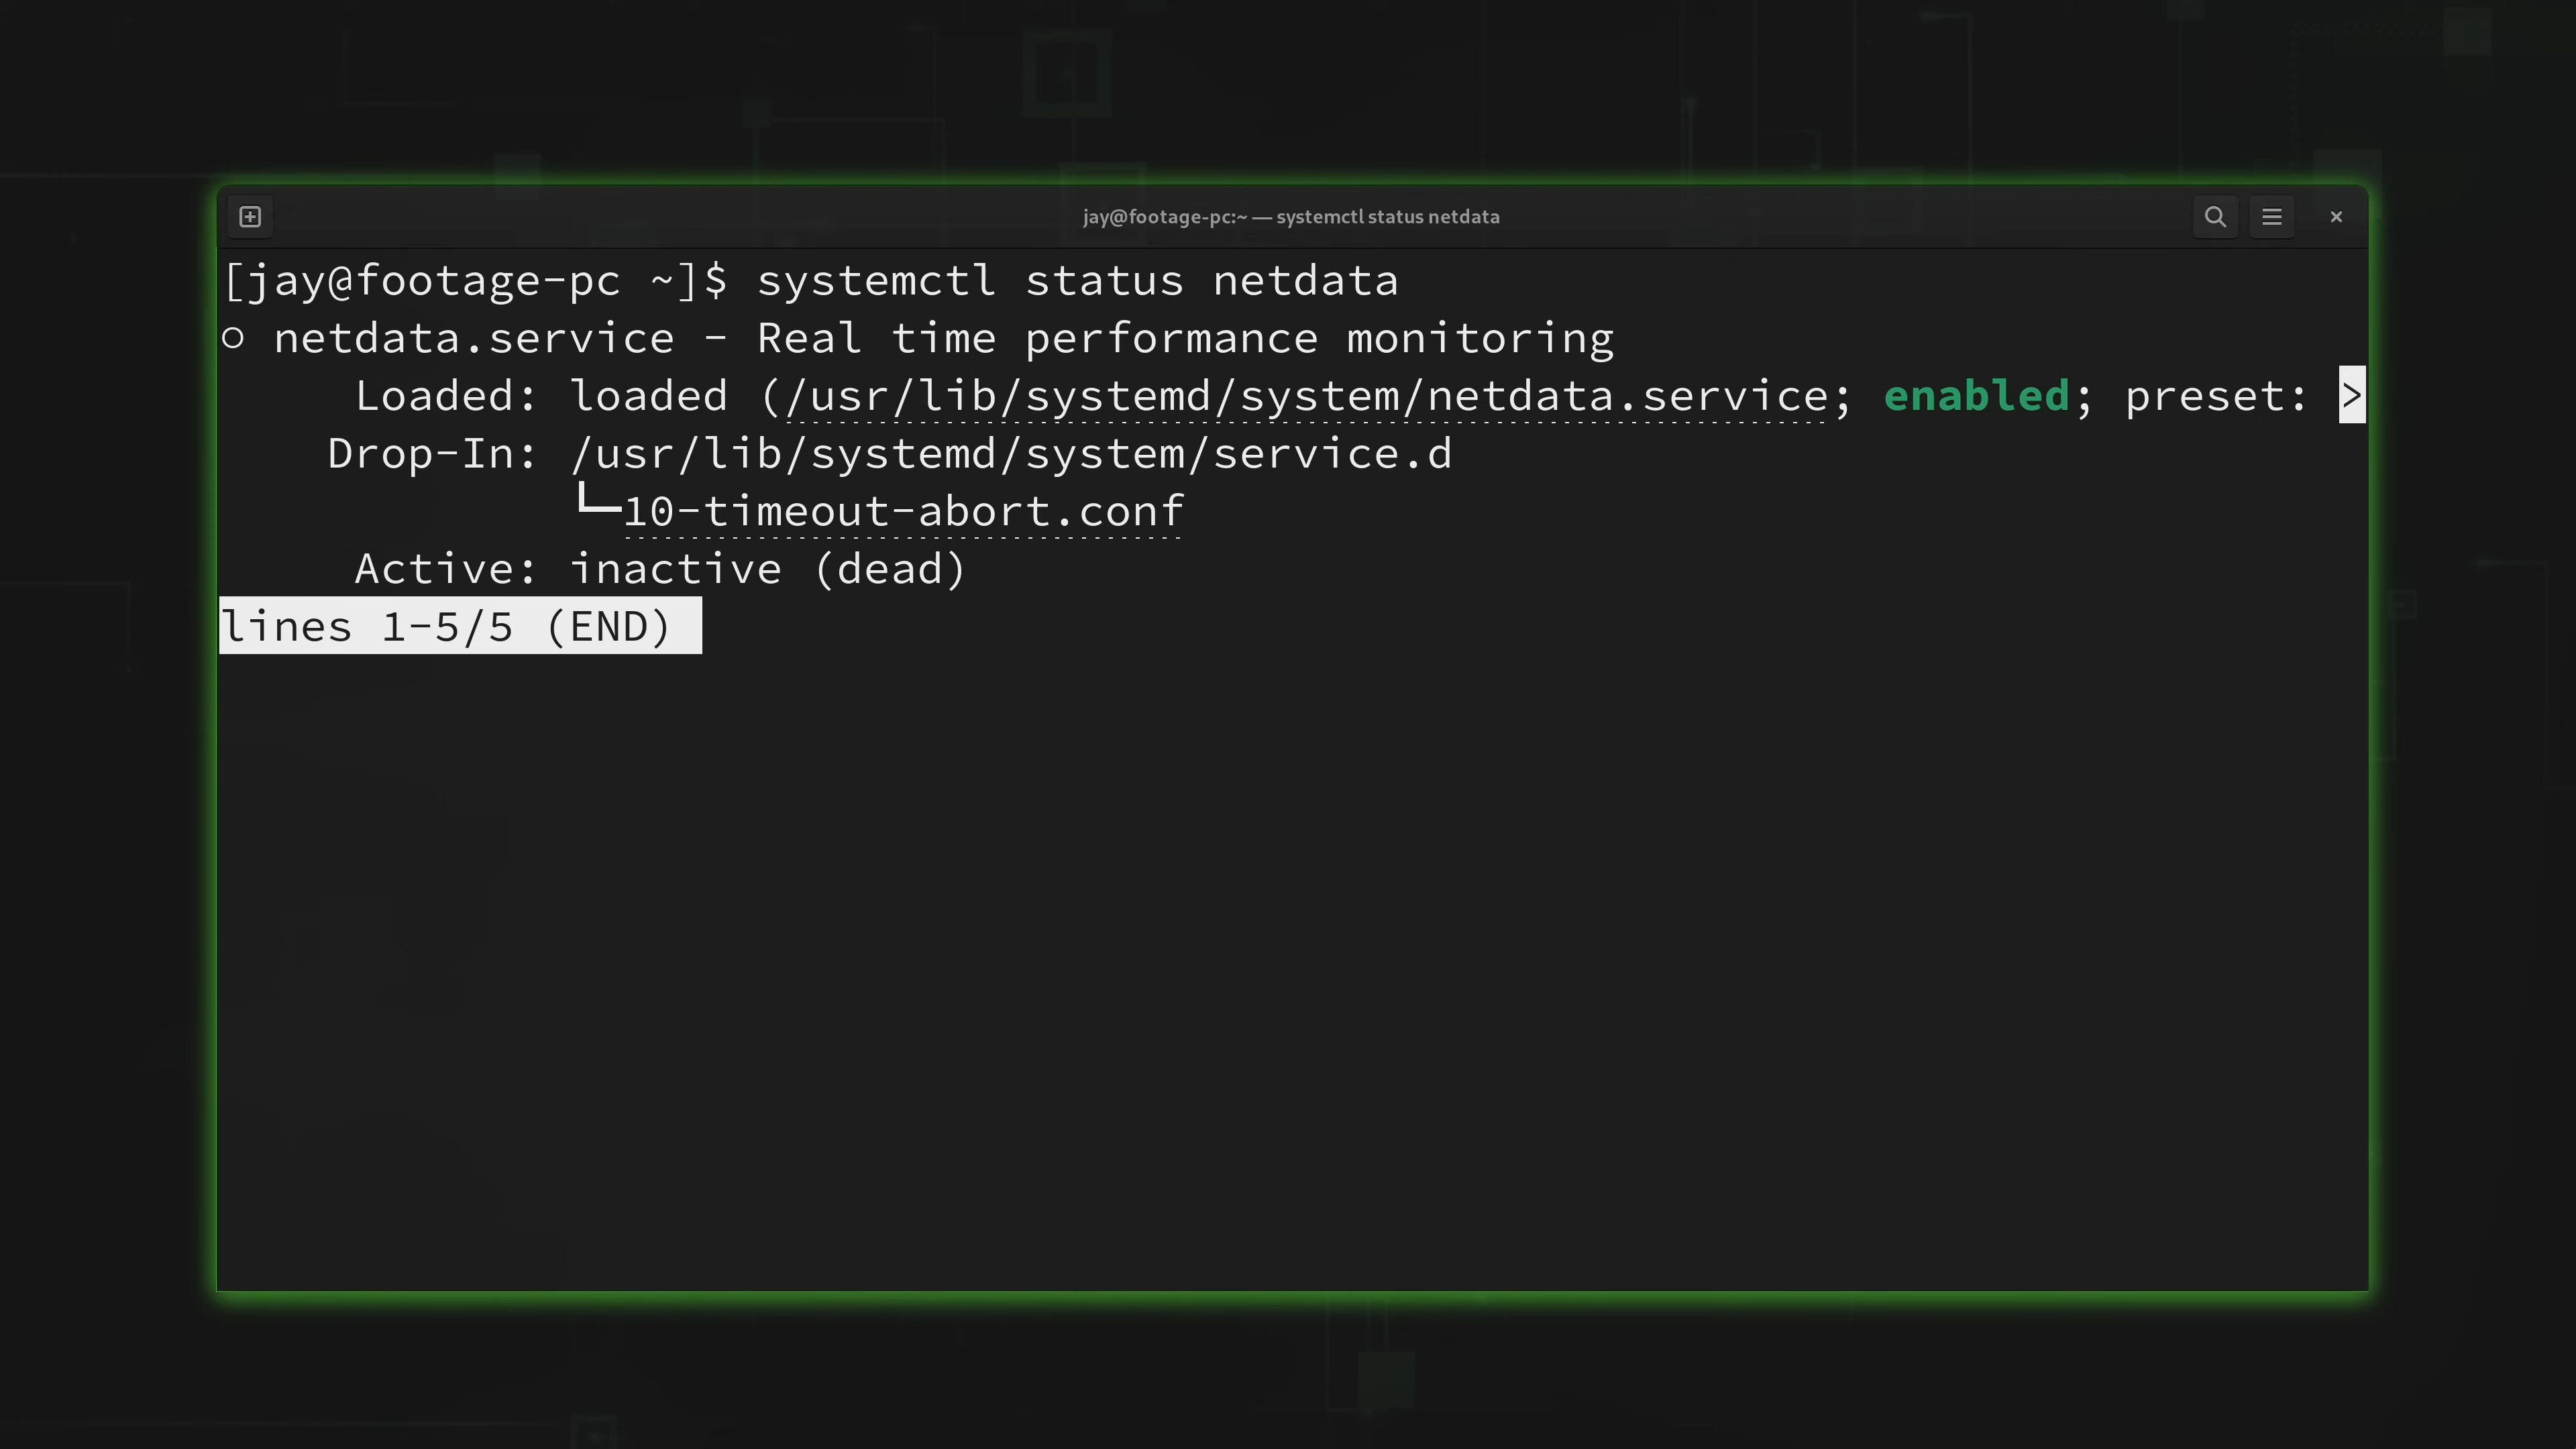 jay@footage-pc:~ — systemctl status netdata
[jay@footage-pc ~]$ systemctl status netdata
○ netdata.service - Real time performance monitoring
     Loaded: loaded (/usr/lib/systemd/system/netdata.service; enabled; preset: >
    Drop-In: /usr/lib/systemd/system/service.d
             └─10-timeout-abort.conf
     Active: inactive (dead)
lines 1-5/5 (END)